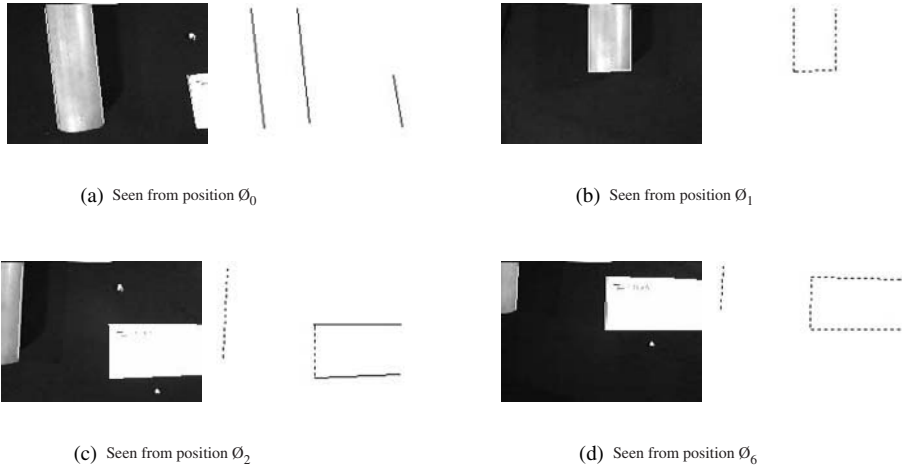 (a) Seen from position Ø0
(b) Seen from position Ø1
(c) Seen from position Ø2
(d) Seen from position Ø6